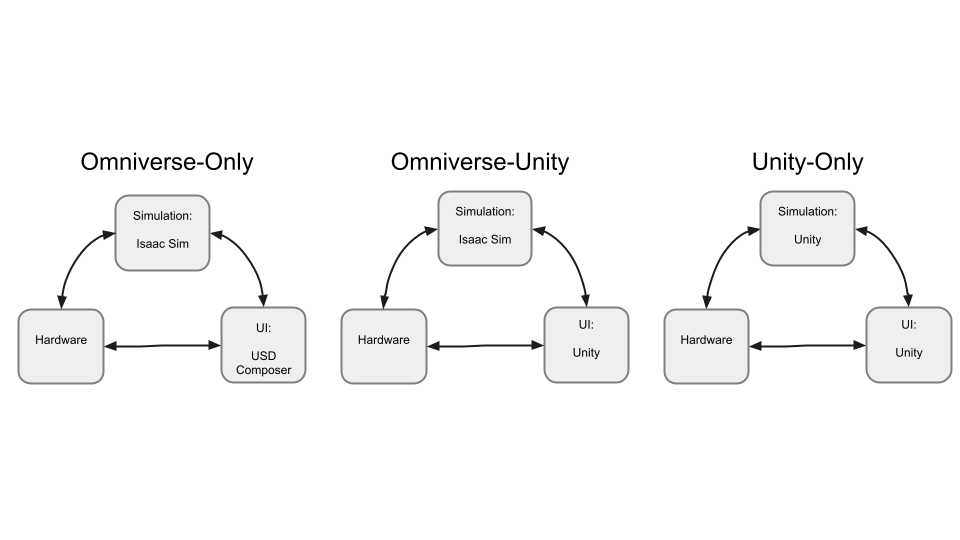 Omniverse-Only
Simulation:
Isaac Sim
Hardware
UI:
USD
Composer
Omniverse-Unity
Simulation:
Isaac Sim
Hardware
UI:
Unity
Unity-Only
Simulation:
Unity
Hardware
UI:
Unity